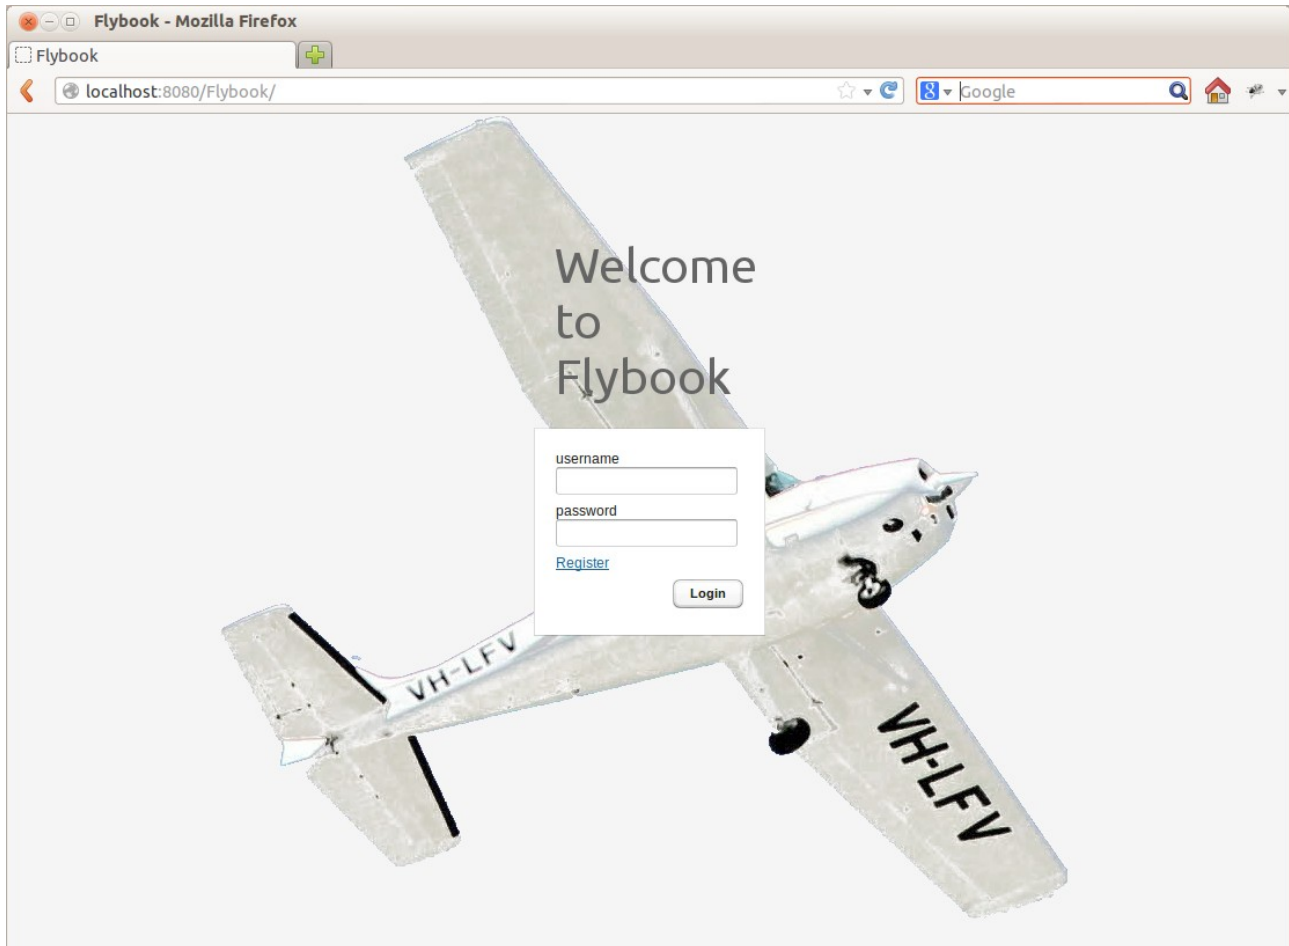 Flybook - Mozilla Firefox
Flybook
localhost:8080/Flybook/
Google
Welcome
to
Flybook
username
password
Register
Login
VH-LFV
VH-LFV